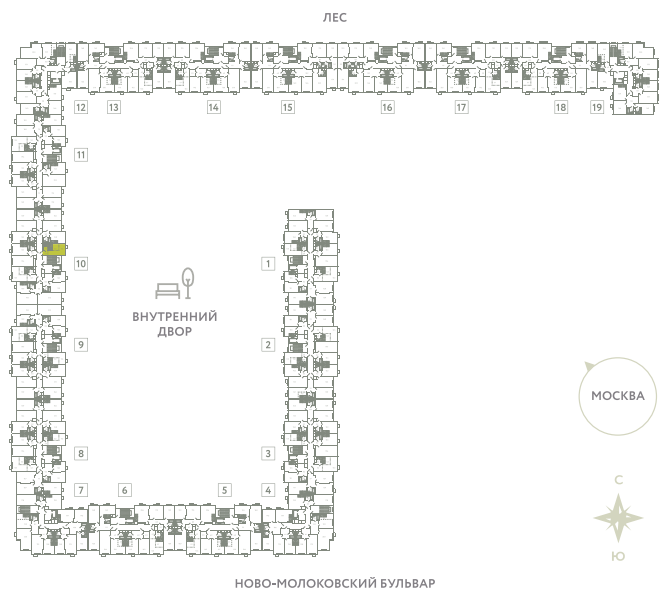 ЛЕС
12 13 14 15 16 17 18 19
11
10 1
ВНУТРЕННИЙ
ДВОР
9 2
МОСКВА
8 3
С
7 6 5 4
Ю
НОВО-МОЛОКОВСКИЙ БУЛЬВАР